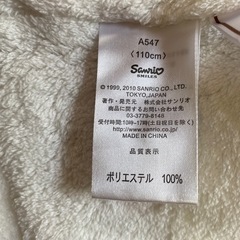 A547
〈110cm〉
Sanrio
SMILES
© 1999, 2010 SANRIO CO., LTD.
TOKYO,JAPAN
著作・発売元 株式会社サンリオ
商品に関するお問い合わせ先
03-3779-8148
受付時間:10時~17時(土日祝日を除く)
www.sanrio.co.jp
MADE IN CHINA
品質表示
ポリエステル 100%